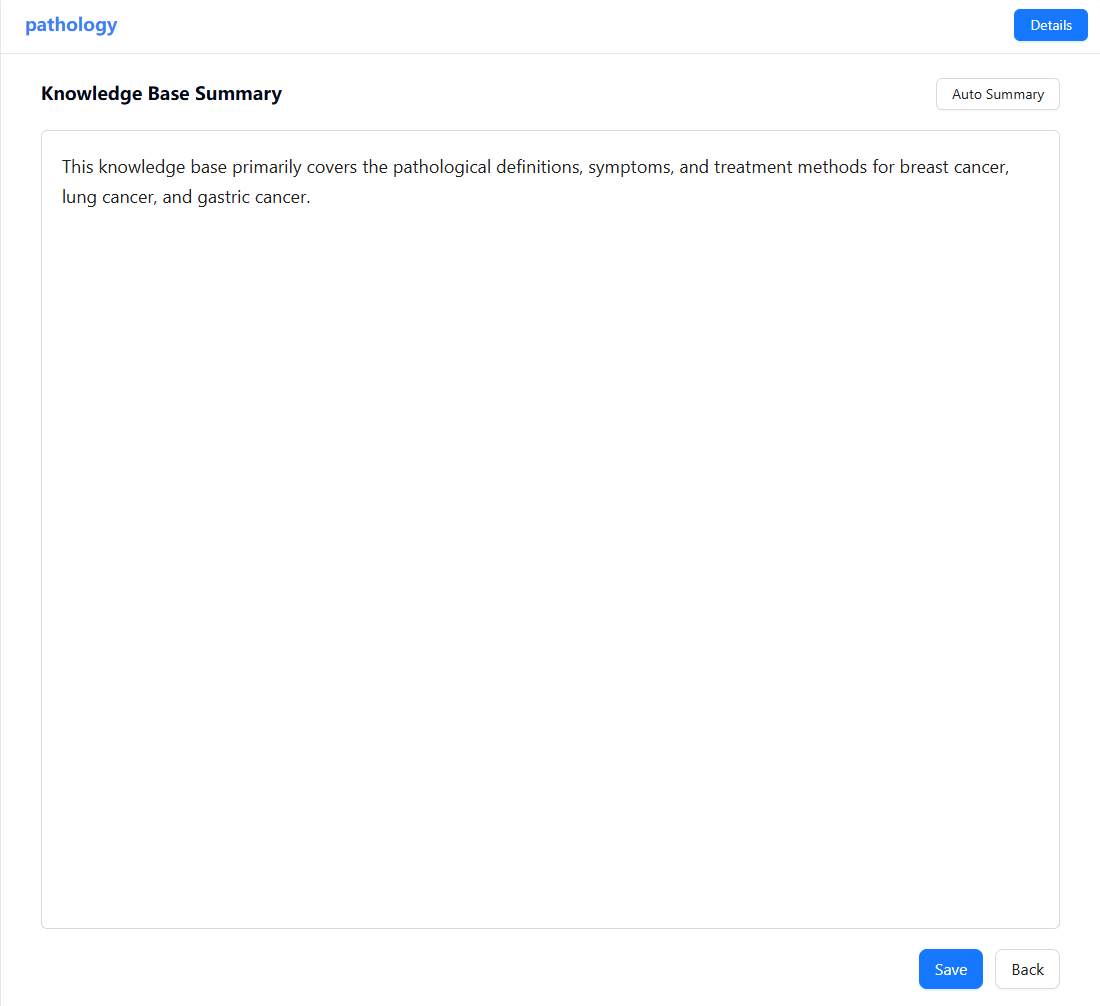 pathology
Details
Knowledge Base Summary
Auto Summary
This knowledge base primarily covers the pathological definitions, symptoms, and treatment methods for breast cancer,
lung cancer, and gastric cancer.
Save
Back